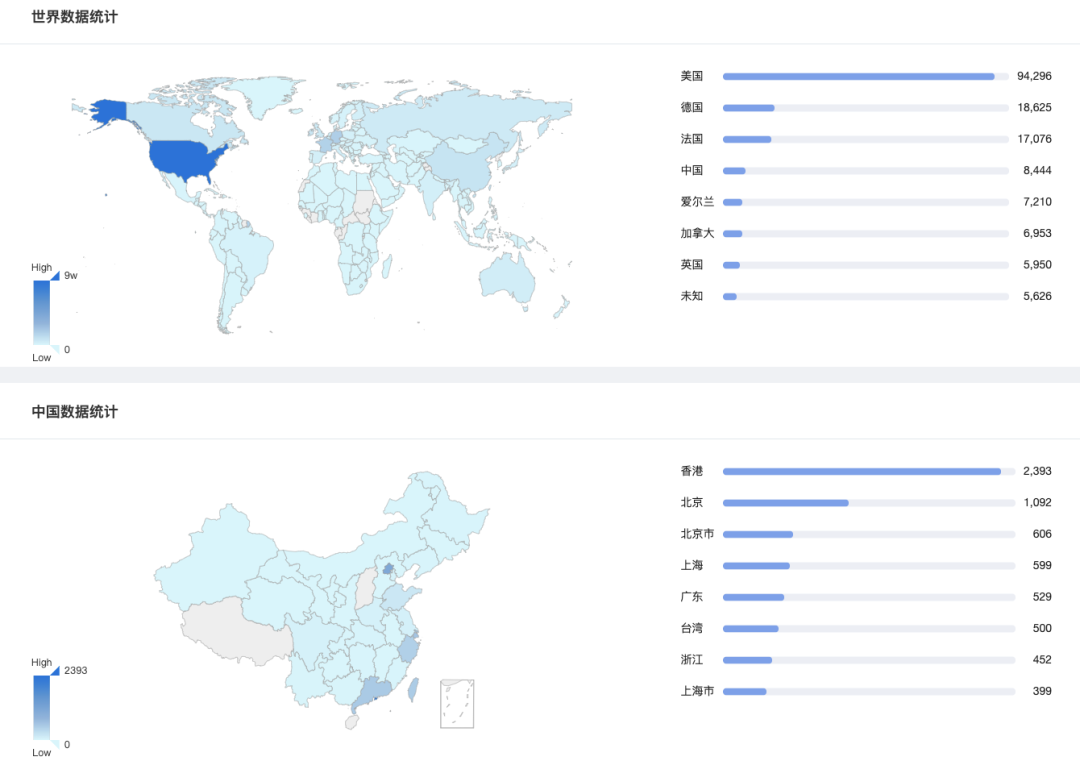 世界数据统计
美国 94,296
德国 18,625
法国 17,076
中国 8,444
爱尔兰 7,210
加拿大 6,953
英国 5,950
未知 5,626
High
9w
0
Low
中国数据统计
香港 2,393
北京 1,092
北京市 606
上海 599
广东 529
台湾 500
浙江 452
上海市 399
High
2393
0
Low